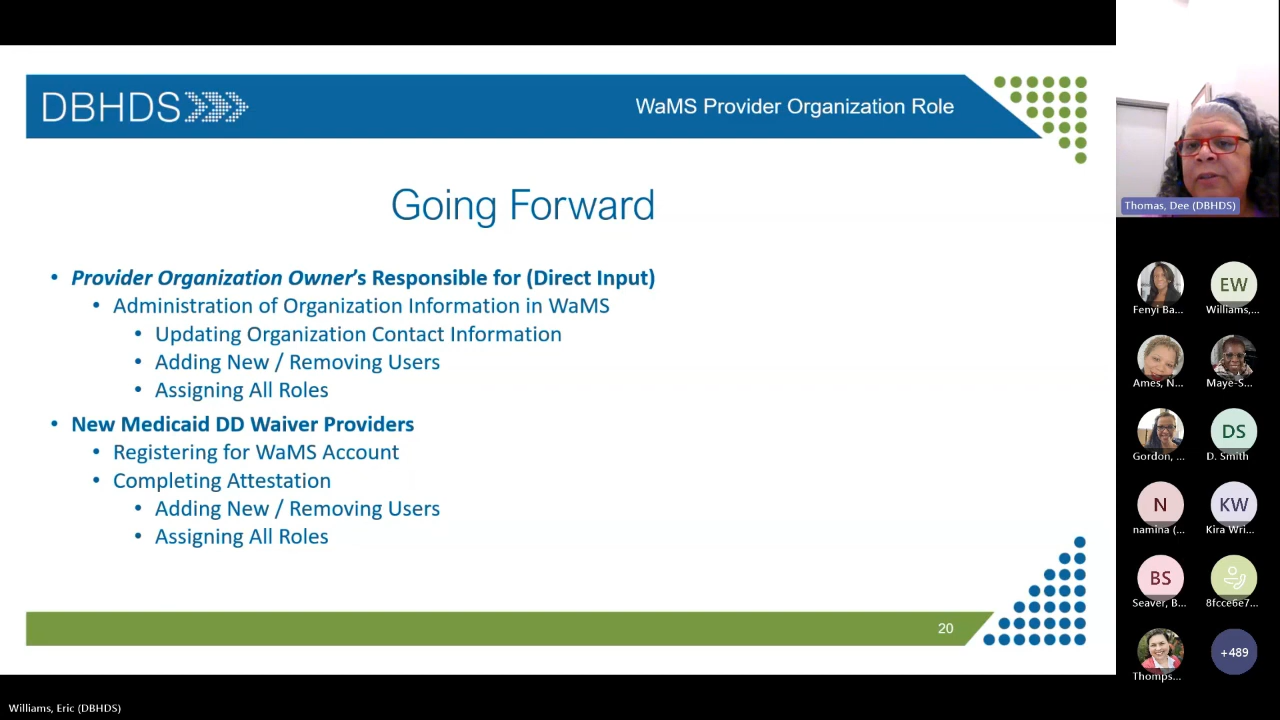 DBHDS
WaMS Provider Organization Role
Going Forward
• Provider Organization Owner's Responsible for (Direct Input)
• Administration of Organization Information in WaMS
• Updating Organization Contact Information
• Adding New / Removing Users
• Assigning All Roles
• New Medicaid DD Waiver Providers
• Registering for WaMS Account
• Completing Attestation
• Adding New / Removing Users
• Assigning All Roles
20
Thomas, Dee (DBHDS)
Fenyi Ba...
EW
Williams,...
Ames, N...
Maye-S...
Gordon, ...
DS
D. Smith
N
namina (...
KW
Kira Wri...
BS
Seaver, B...
8fcce6e7...
Thomps...
+489
Williams, Eric (DBHDS)